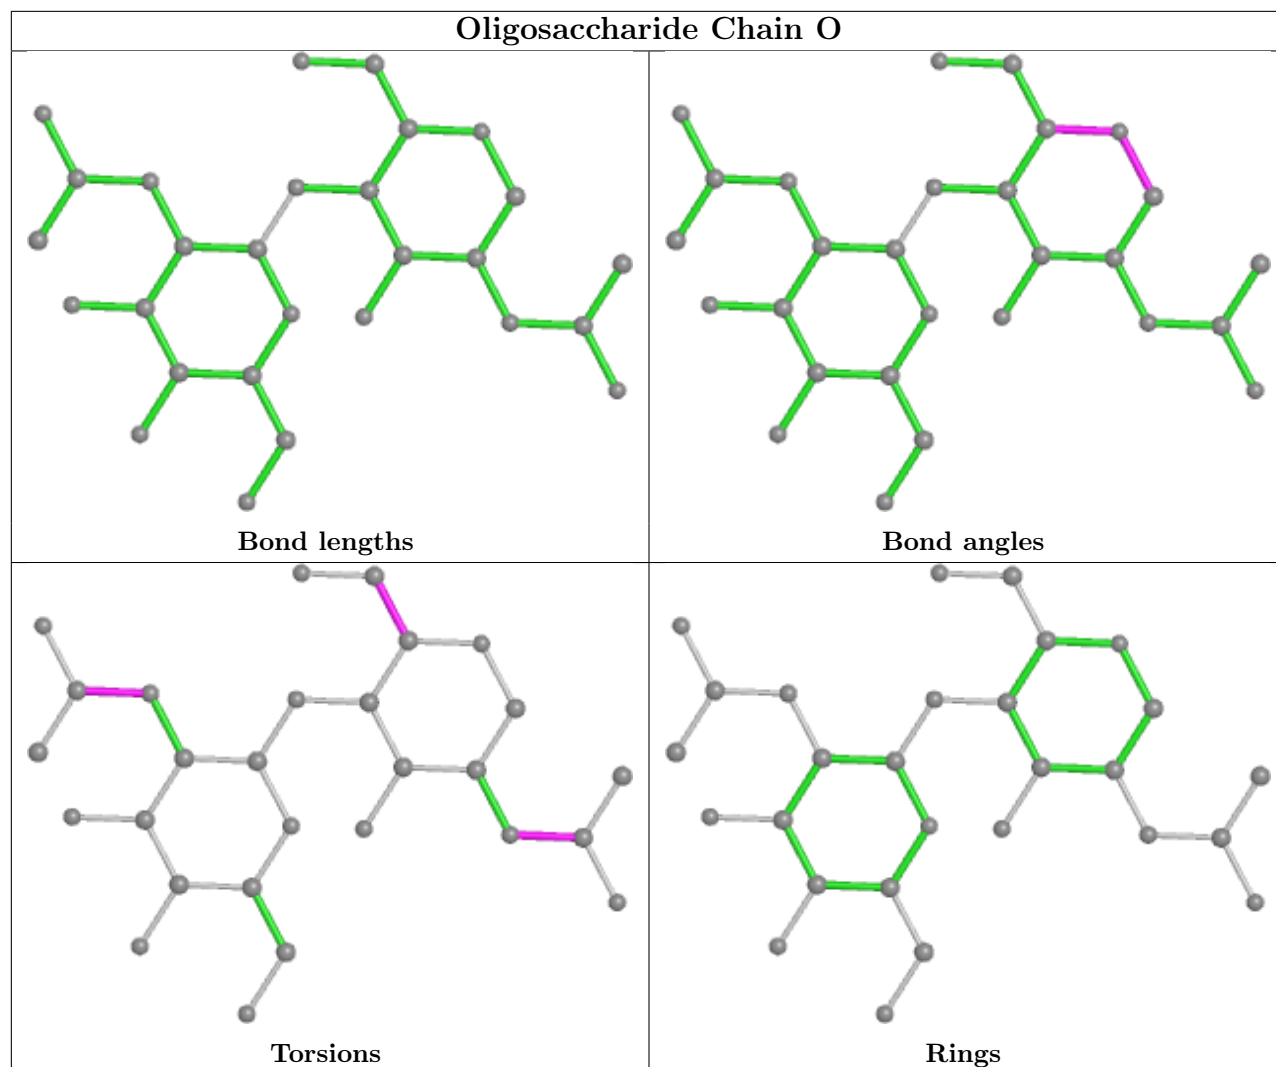 Oligosaccharide Chain O
Bond lengths
Bond angles
Torsions
Rings